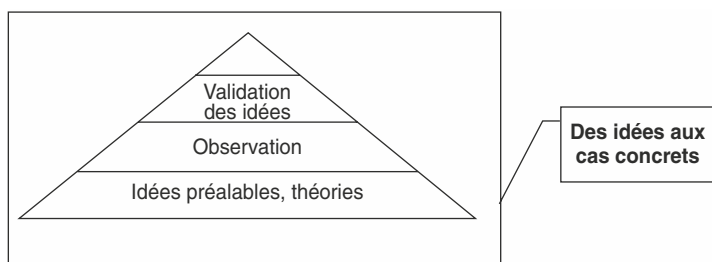 Validation
des idées
Observation
Idées préalables, théories
Des idées aux
cas concrets